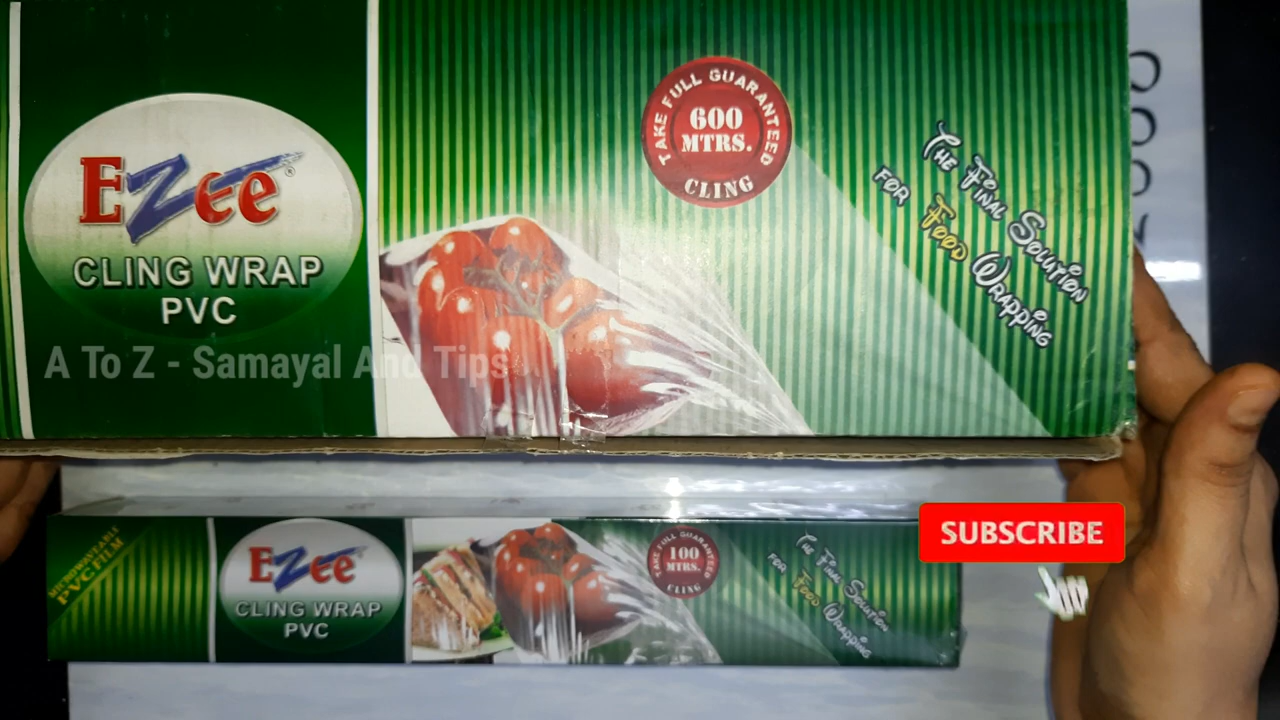 Ezee®
CLING WRAP
PVC
TAKE FULL GUARANTEED
600
MTRS.
CLING
The Final Solution
for Food Wrapping
A To Z - Samayal And Tips
SUBSCRIBE
MICROWEABLE
PVC FILM
Ezee
CLING WRAP
PVC
TAKE FULL GUARANTEED
100
MTRS.
CLING
The Final Solution
for Food Wrapping